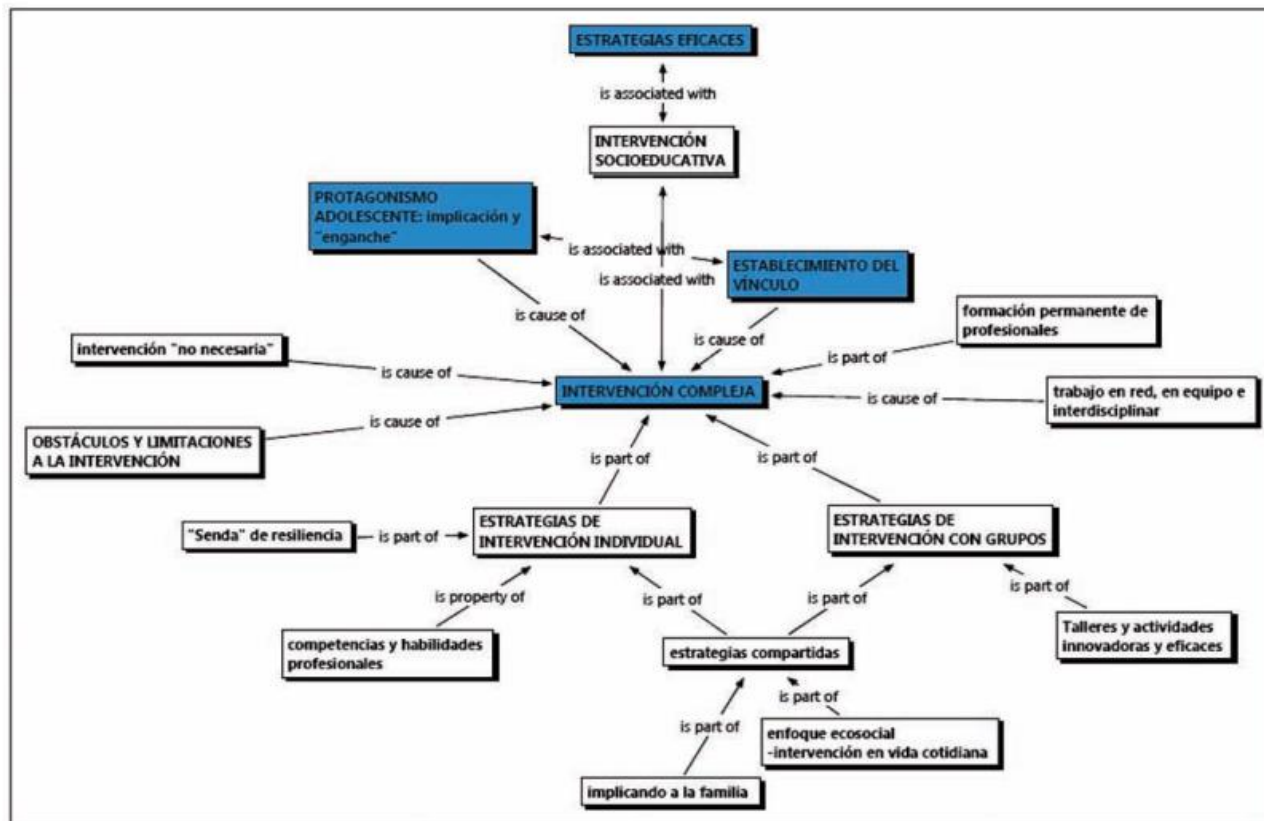 ESTRATEGIAS EFICACES
is associated with
INTERVENCIÓN
SOCIOEDUCATIVA
PROTAGONISMO
ADOLESCENTE: implicación y
"enganche"
is associated with
is associated with
ESTABLECIMIENTO DEL
VÍNCULO
is cause of
is cause of
formación permanente de
profesionales
is part of
intervención "no necesaria"
is cause of
INTERVENCIÓN COMPLEJA
trabajo en red, en equipo e
interdisciplinar
is cause of
is cause of
OBSTÁCULOS Y LIMITACIONES
A LA INTERVENCIÓN
is part of
is part of
"Senda" de resiliencia
is part of
ESTRATEGIAS DE
INTERVENCIÓN INDIVIDUAL
ESTRATEGIAS DE
INTERVENCIÓN CON GRUPOS
is property of
is part of
is part of
is part of
competencias y habilidades
profesionales
estrategias compartidas
Talleres y actividades
innovadoras y eficaces
is part of
is part of
enfoque ecosocial
-intervención en vida cotidiana
implicando a la familia